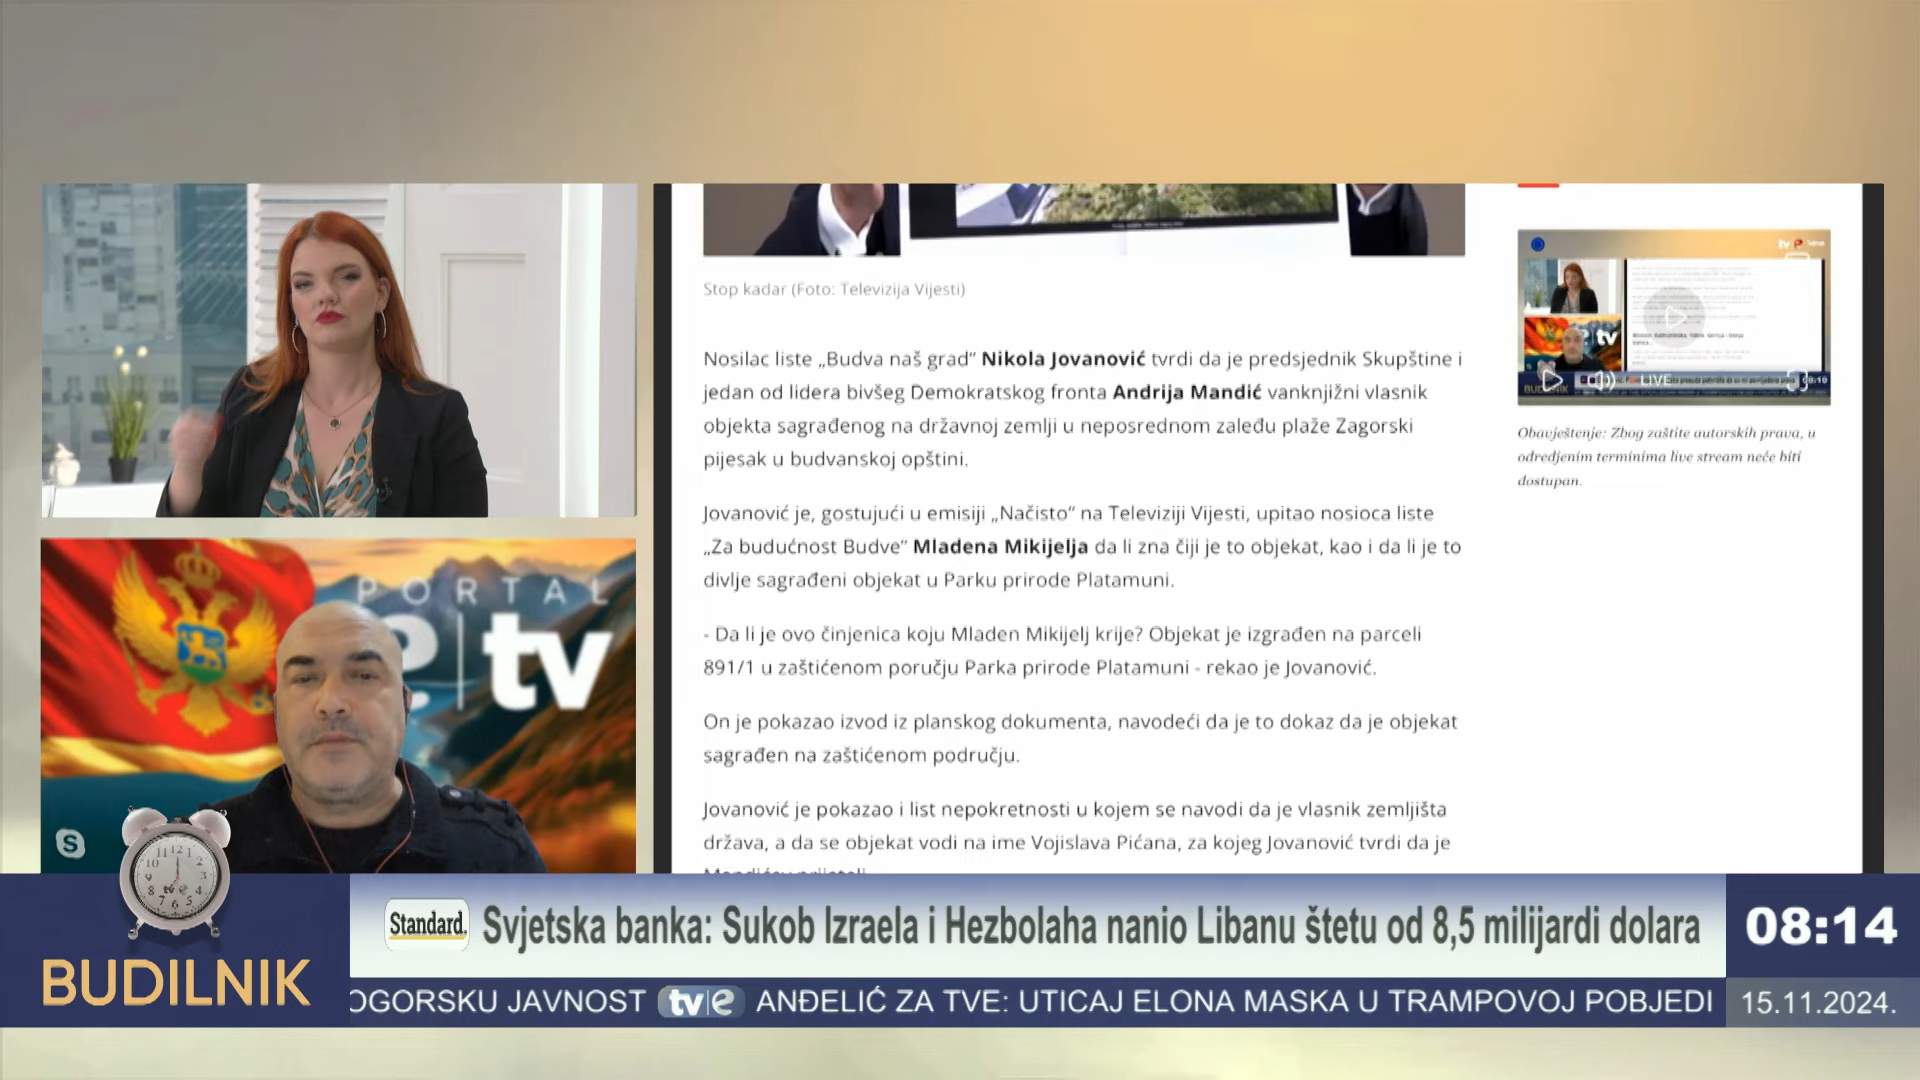 Stop kadar (Foto: Televizija Vijesti)
Nosilac liste „Budva naš grad“ Nikola Jovanović tvrdi da je predsjednik Skupštine i
jedan od lidera bivšeg Demokratskog fronta Andrija Mandić vanknjižni vlasnik
objekta sagrađenog na državnoj zemlji u neposrednom zaleđu plaže Zagorski
pijesak u budvanskoj opštini.
Jovanović je, gostujući u emisiji „Načisto“ na Televiziji Vijesti, upitao nosioca liste
„Za budućnost Budve“ Mladena Mikijelja da li zna čiji je to objekat, kao i da li je to
divlje sagrađeni objekat u Parku prirode Platamuni.
- Da li je ovo činjenica koju Mladen Mikijelj krije? Objekat je izgrađen na parceli
891/1 u zaštićenom poručju Parka prirode Platamuni - rekao je Jovanović.
On je pokazao izvod iz planskog dokumenta, navodeći da je to dokaz da je objekat
sagrađen na zaštićenom području.
Jovanović je pokazao i list nepokretnosti u kojem se navodi da je vlasnik zemljišta
država, a da se objekat vodi na ime Vojislava Pićana, za kojeg Jovanović tvrdi da je
LIVE
Obavještenje: Zbog zaštite autorskih prava, u
odredjenim terminima live stream neće biti
dostupan.
PORTAL
e|tv
S
BUDILNIK
Standard.
Svjetska banka: Sukob Izraela i Hezbolaha nanio Libanu štetu od 8,5 milijardi dolara
08:14
OGORSKU JAVNOST tv|e ANĐELIĆ ZA TVE: UTICAJ ELONA MASKA U TRAMPOVOJ POBJEDI
15.11.2024.